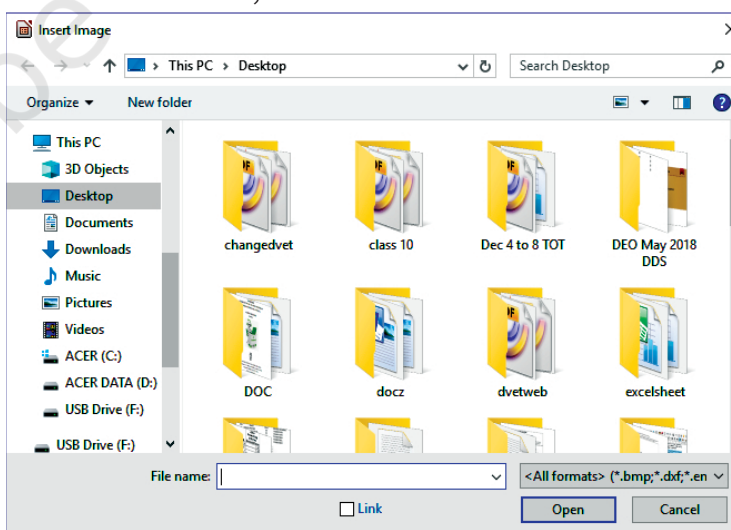 Insert Image
This PC > Desktop
Search Desktop
Organize
New folder
This PC
3D Objects
Desktop
Documents
Downloads
Music
Pictures
Videos
ACER (C:)
ACER DATA (D:)
USB Drive (F:)
USB Drive (F:)
changedvet
class 10
Dec 4 to 8 TOT
DEO May 2018
DDS
DOC
docz
dvetweb
excelsheet
File name:
<All formats> (*.bmp;*.dxf;*.en
Link
Open
Cancel